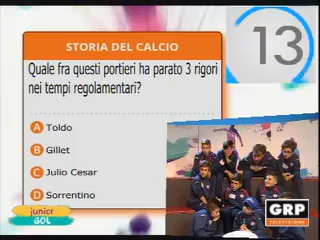 STORIA DEL CALCIO
13
Quale fra questi portieri ha parato 3 rigori
nei tempi regolamentari?
A Toldo
B Gillet
C Julio Cesar
D Sorrentino
junior
GOL
GRP
TELEVISIONE